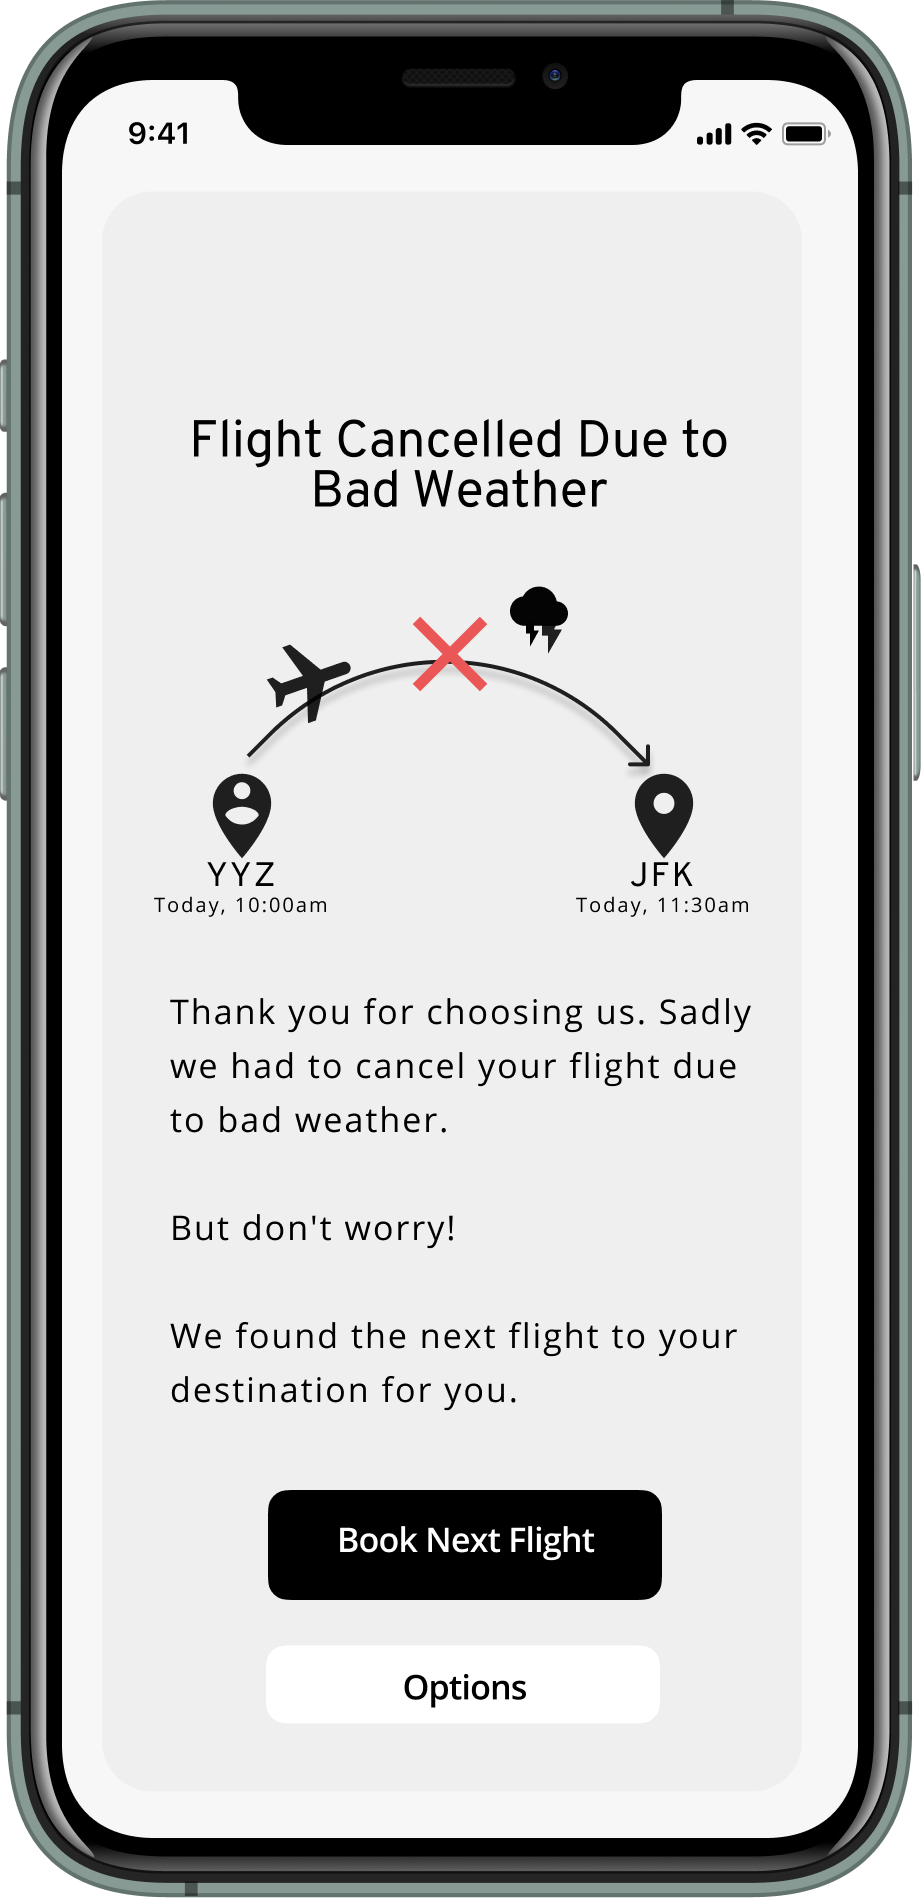 9:41
Flight Cancelled Due to
Bad Weather
YYZ
Today, 10:00am
JFK
Today, 11:30am
Thank you for choosing us. Sadly
we had to cancel your flight due
to bad weather.
But don't worry!
We found the next flight to your
destination for you.
Book Next Flight
Options